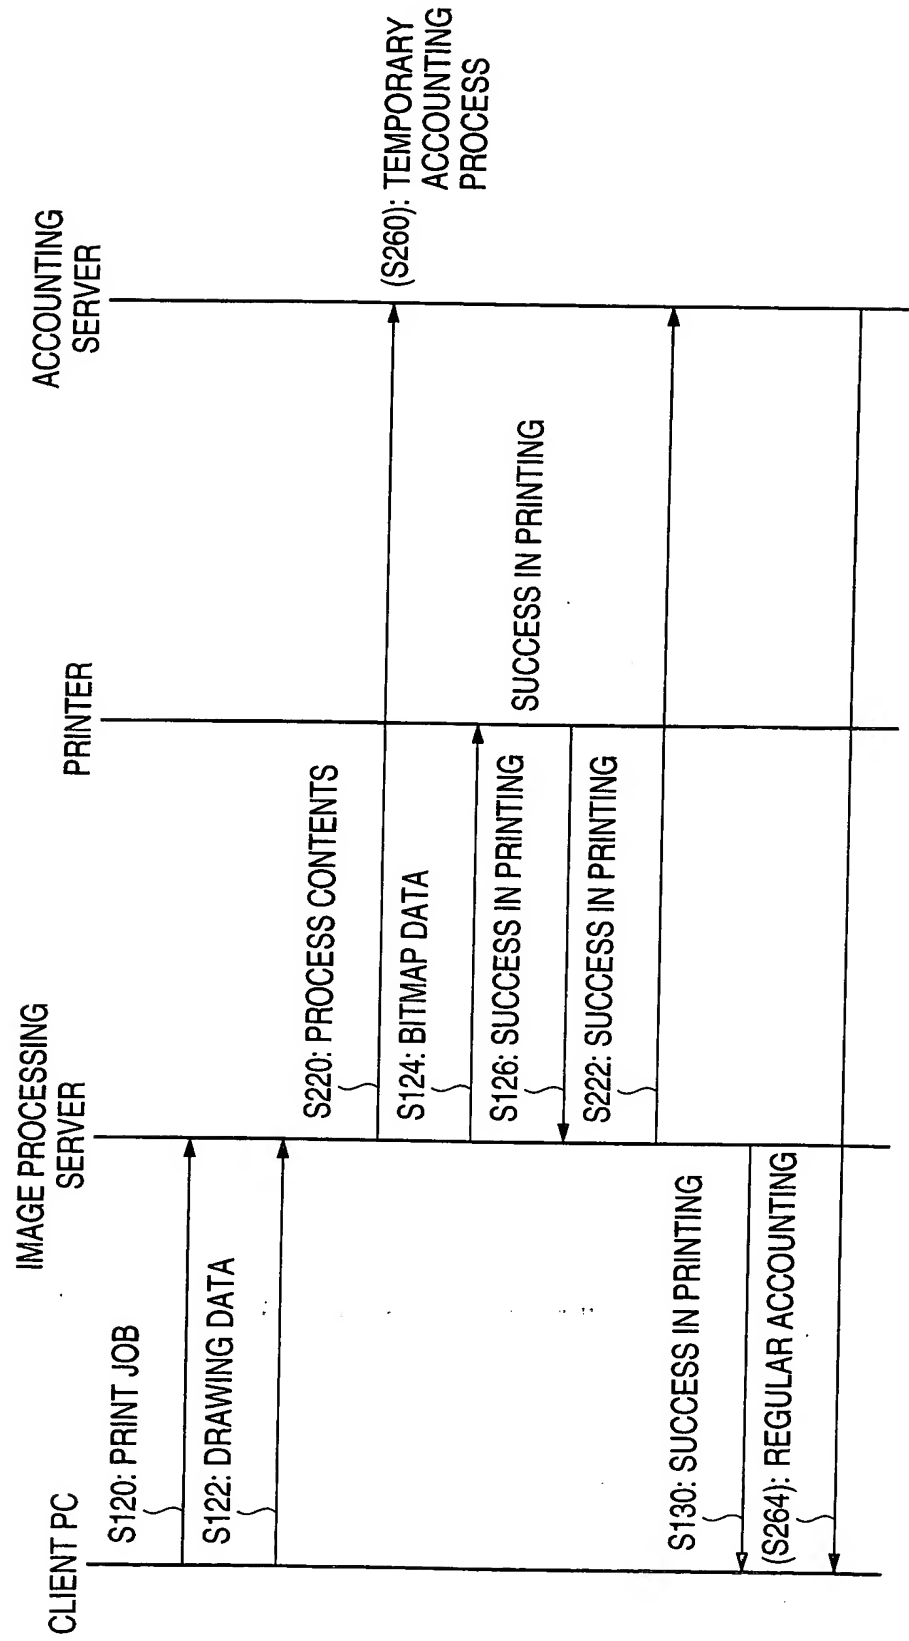 CLIENT PC
IMAGE PROCESSING
SERVER
PRINTER
ACCOUNTING
SERVER
S120: PRINT JOB
S122: DRAWING DATA
S220: PROCESS CONTENTS
(S260): TEMPORARY
ACCOUNTING
PROCESS
S124: BITMAP DATA
SUCCESS IN PRINTING
S126: SUCCESS IN PRINTING
S222: SUCCESS IN PRINTING
S130: SUCCESS IN PRINTING
(S264): REGULAR ACCOUNTING